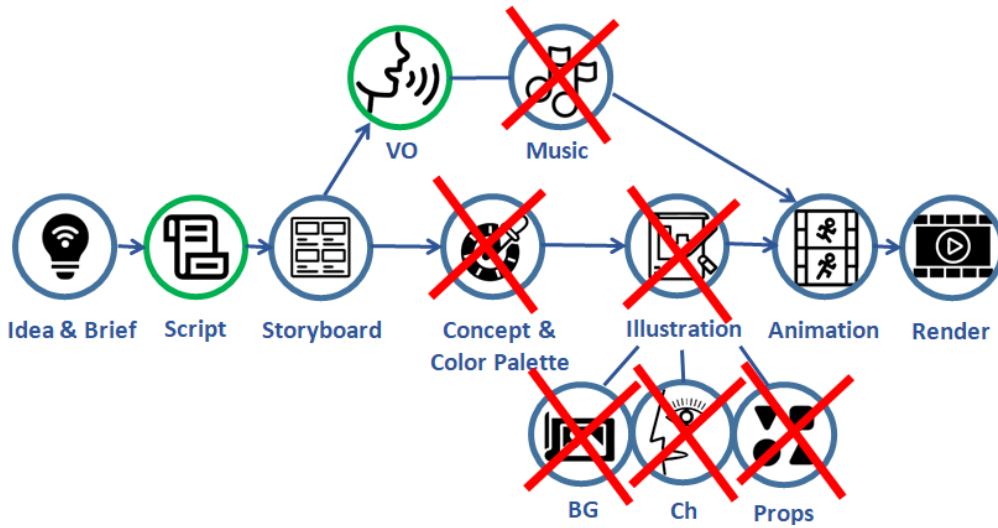 VO
Music
Idea & Brief
Script
Storyboard
Concept &
Color Palette
Illustration
Animation
Render
BG
Ch
Props